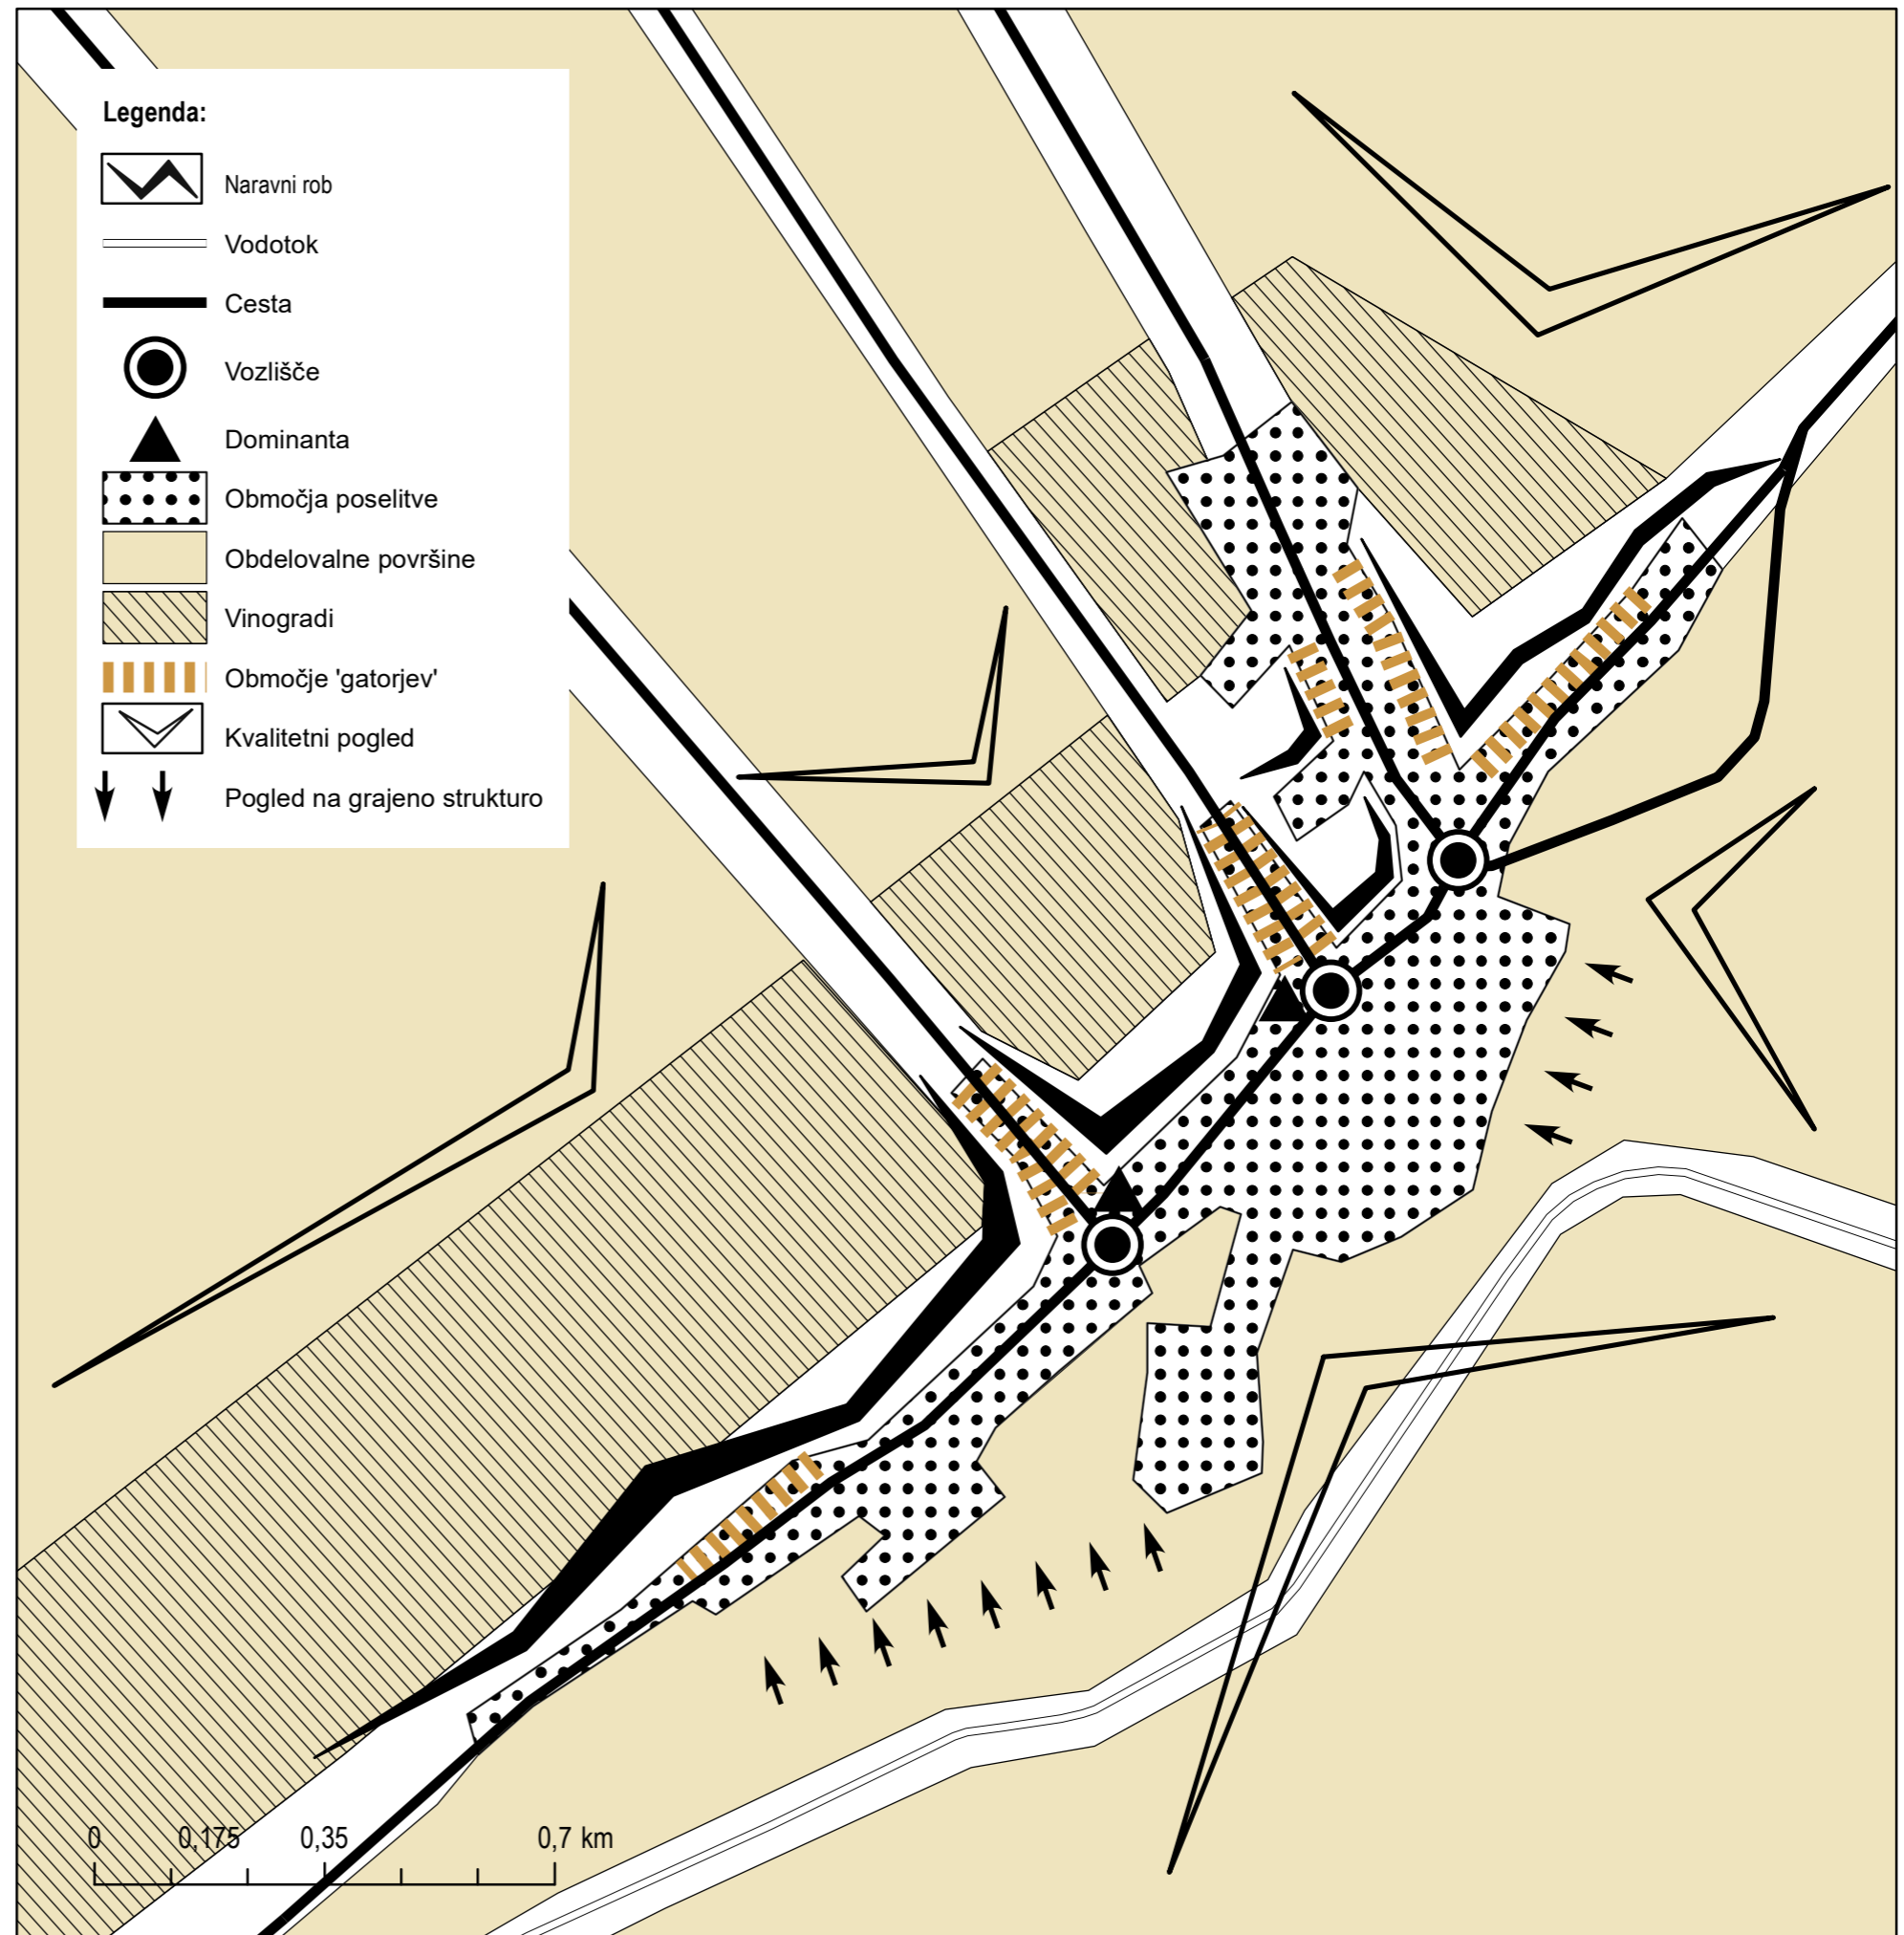 Legenda:
Naravni rob
Vodotok
Cesta
Vozlišče
Dominanta
Območja poselitve
Obdelovalne površine
Vinogradi
Območje 'gatorjev'
Kvalitetni pogled
Pogled na grajeno strukturo
0 0,175 0,35 0,7 km